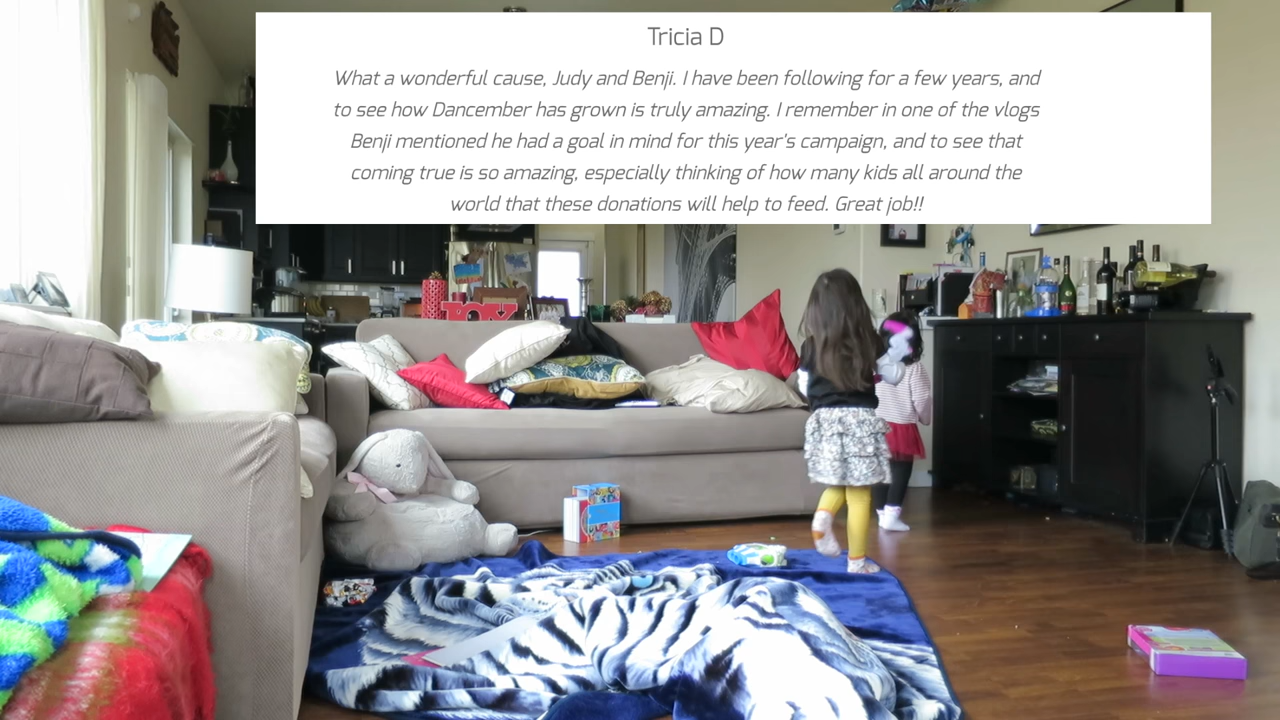 Tricia D
What a wonderful cause, Judy and Benji. I have been following for a few years, and
to see how Dancember has grown is truly amazing. I remember in one of the vlogs
Benji mentioned he had a goal in mind for this year's campaign, and to see that
coming true is so amazing, especially thinking of how many kids all around the
world that these donations will help to feed. Great job!!
JOY